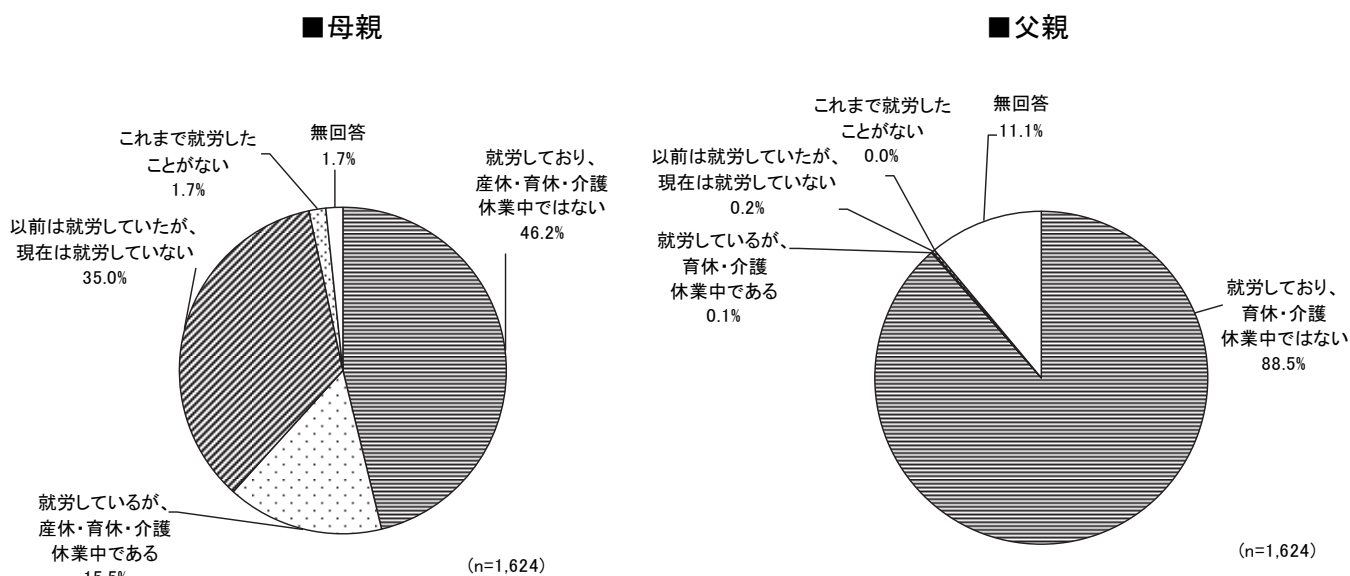 ■母親
これまで就労した
ことがない
1.7%
無回答
1.7%
就労しており、
産休・育休・介護
休業中ではない
46.2%
以前は就労していたが、
現在は就労していない
35.0%
就労しているが、
産休・育休・介護
休業中である
15.5%
(n=1,624)
■父親
これまで就労した
ことがない
0.0%
無回答
11.1%
以前は就労していたが、
現在は就労していない
0.2%
就労しているが、
育休・介護
休業中である
0.1%
就労しており、
育休・介護
休業中ではない
88.5%
(n=1,624)